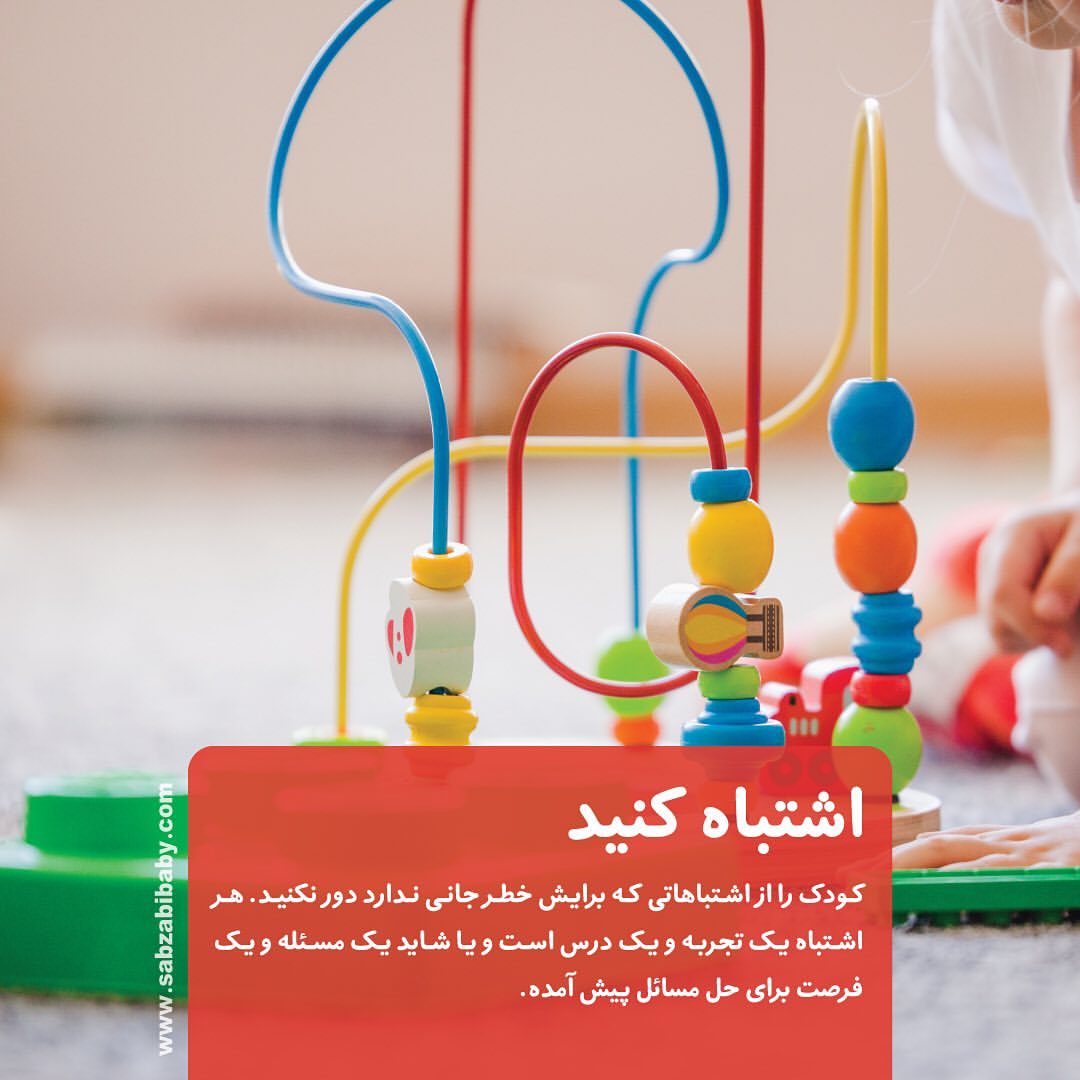 اشتباه کنید
کودک را از اشتباهاتی که برایش خطر جانی ندارد دور نکنید. هر
اشتباه یک تجربه و یک درس است و یا شاید یک مسئله و یک
فرصت برای حل مسائل پیش آمده.
www.sabzabibaby.com